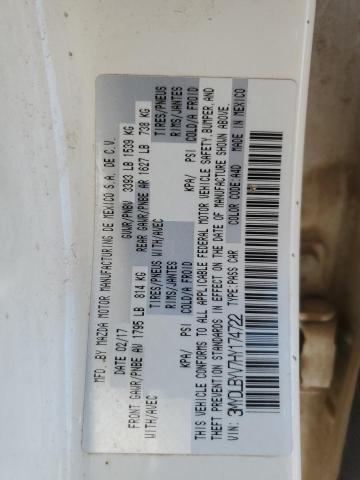 MFD. BY MAZDA MOTOR MANUFACTURING DE MEXICO S.A. DE C.V.
DATE 02/17 GVWR/PNBV 3393 LB 1539 KG
FRONT GAWR/PNBE AV 1795 LB 814 KG REAR GAWR/PNBE AR 1627 LB 738 KG
WITH/AVEC TIRES/PNEUS WITH/AVEC TIRES/PNEUS
RIMS/JANTES RIMS/JANTES
KPA/ PSI COLD/A FROID KPA/ PSI COLD/A FROID
THIS VEHICLE CONFORMS TO ALL APPLICABLE FEDERAL MOTOR VEHICLE SAFETY, BUMPER, AND
THEFT PREVENTION STANDARDS IN EFFECT ON THE DATE OF MANUFACTURE SHOWN ABOVE.
MADE IN MEXICO
VIN: 3MYDLBYV7HY174722 TYPE:PASS CAR COLOR CODE:A4D